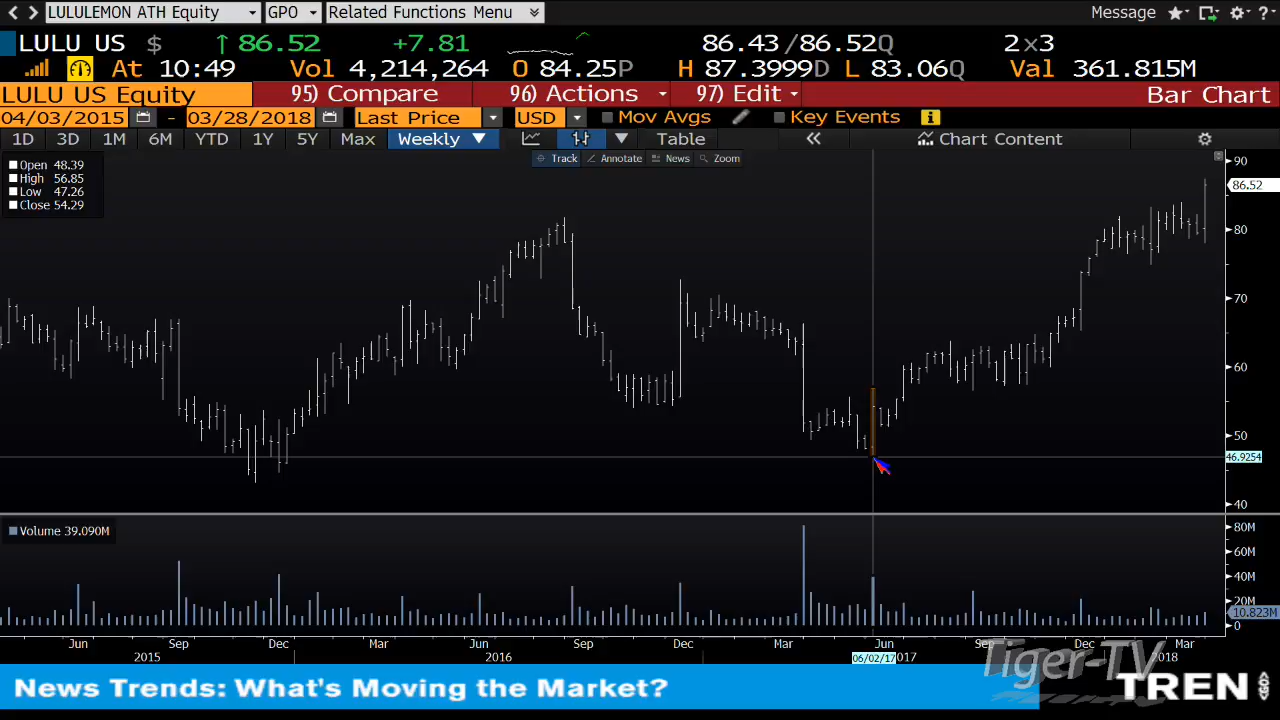 LULULEMON ATH Equity GPO Related Functions Menu Message ?
LULU US $ ↑ 86.52 +7.81 86.43/86.52Q 2x3
At 10:49 Vol 4,214,264 O 84.25P H 87.3999D L 83.06Q Val 361.815M
LULU US Equity 95) Compare 96) Actions 97) Edit Bar Chart
04/03/2015 - 03/28/2018 Last Price USD Mov Avgs Key Events
1D 3D 1M 6M YTD 1Y 5Y Max Weekly ▼ Table « Chart Content
Track Annotate News Zoom
Open 48.39
High 56.85
Low 47.26
Close 54.29
90
86.52
80
70
60
50
46.9254
40
Volume 39.090M
80M
60M
40M
20M
10.823M
0
Jun Sep Dec Mar Jun Sep Dec Mar Jun Sep Dec Mar
2015 2016 06/02/17 017 2018
Tiger-TV
News Trends: What's Moving the Market?
TREN